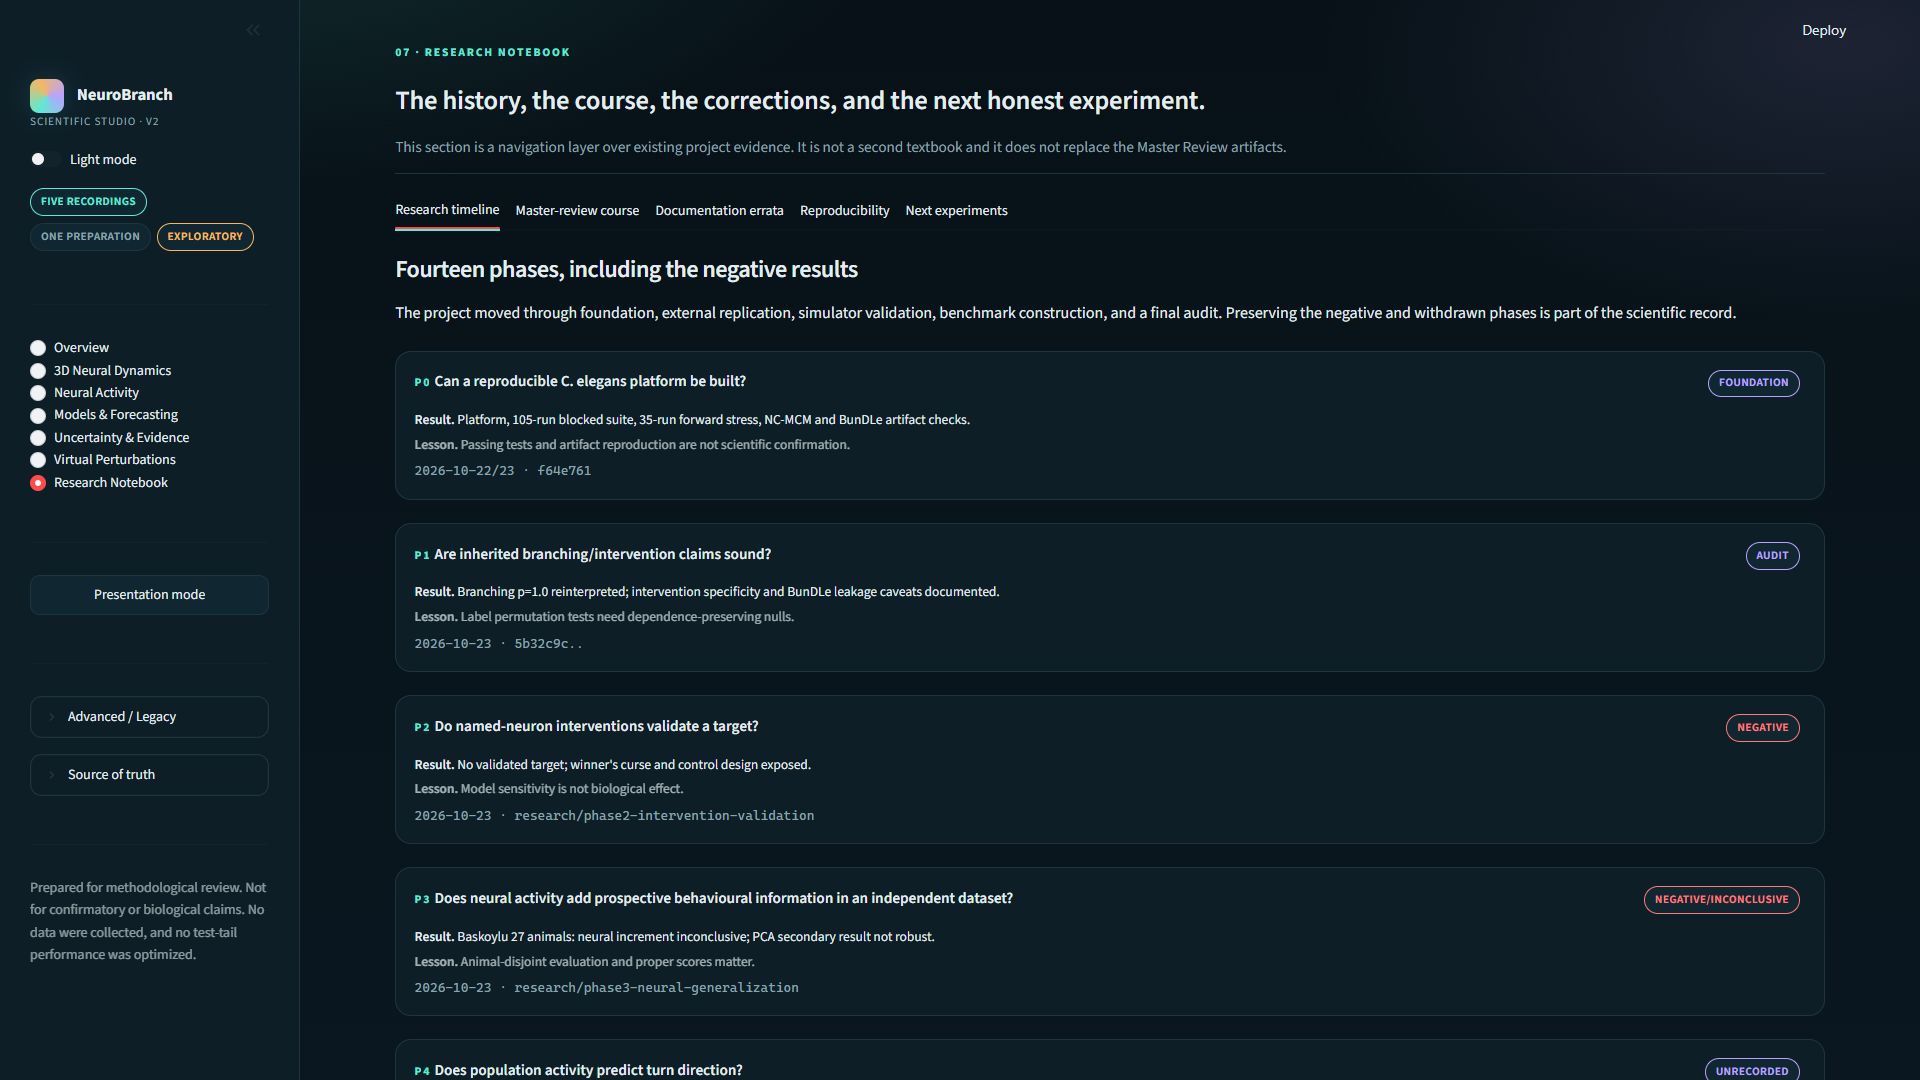 Deploy
NeuroBranch
SCIENTIFIC STUDIO · V2
Light mode
FIVE RECORDINGS
ONE PREPARATION
EXPLORATORY
Overview
3D Neural Dynamics
Neural Activity
Models & Forecasting
Uncertainty & Evidence
Virtual Perturbations
Research Notebook
Presentation mode
Advanced / Legacy
Source of truth
Prepared for methodological review. Not
for confirmatory or biological claims. No
data were collected, and no test-tail
performance was optimized.
07 · RESEARCH NOTEBOOK
The history, the course, the corrections, and the next honest experiment.
This section is a navigation layer over existing project evidence. It is not a second textbook and it does not replace the Master Review artifacts.
Research timeline Master-review course Documentation errata Reproducibility Next experiments
Fourteen phases, including the negative results
The project moved through foundation, external replication, simulator validation, benchmark construction, and a final audit. Preserving the negative and withdrawn phases is part of the scientific record.
P0 Can a reproducible C. elegans platform be built?
FOUNDATION
Result. Platform, 105-run blocked suite, 35-run forward stress, NC-MCM and BunDLe artifact checks.
Lesson. Passing tests and artifact reproduction are not scientific confirmation.
2026-10-22/23 · f64e761
P1 Are inherited branching/intervention claims sound?
AUDIT
Result. Branching p=1.0 reinterpreted; intervention specificity and BunDLe leakage caveats documented.
Lesson. Label permutation tests need dependence-preserving nulls.
2026-10-23 · 5b32c9c..
P2 Do named-neuron interventions validate a target?
NEGATIVE
Result. No validated target; winner's curse and control design exposed.
Lesson. Model sensitivity is not biological effect.
2026-10-23 · research/phase2-intervention-validation
P3 Does neural activity add prospective behavioural information in an independent dataset?
NEGATIVE/INCONCLUSIVE
Result. Baskoylu 27 animals: neural increment inconclusive; PCA secondary result not robust.
Lesson. Animal-disjoint evaluation and proper scores matter.
2026-10-23 · research/phase3-neural-generalization
P4 Does population activity predict turn direction?
UNRECORDED